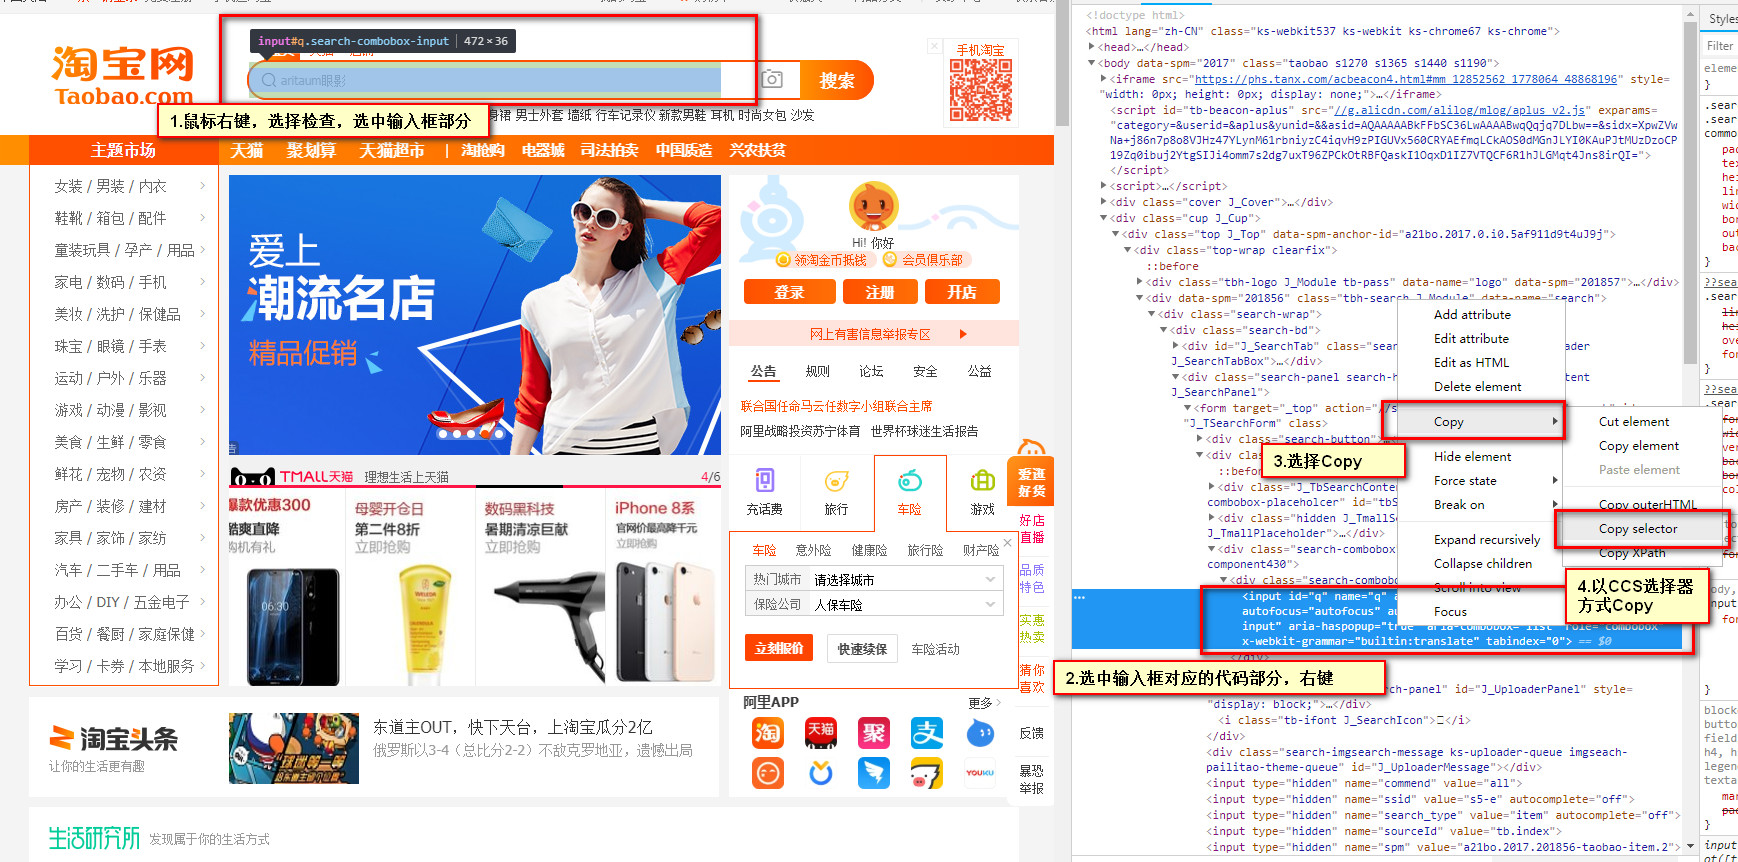 input#q.search-combobox-input | 472×36
淘宝网
Taobao.com
aritaum眼影
搜索
手机淘宝
1.鼠标右键，选择检查，选中输入框部分
身裙 男士外套 墙纸 行车记录仪 新款男鞋 耳机 时尚女包 沙发
主题市场
天猫 聚划算 天猫超市 | 淘抢购 电器城 司法拍卖 中国质造 兴农扶贫
女装 / 男装 / 内衣
鞋靴 / 箱包 / 配件
童装玩具 / 孕产 / 用品
家电 / 数码 / 手机
美妆 / 洗护 / 保健品
珠宝 / 眼镜 / 手表
运动 / 户外 / 乐器
游戏 / 动漫 / 影视
美食 / 生鲜 / 零食
鲜花 / 宠物 / 农资
房产 / 装修 / 建材
家具 / 家饰 / 家纺
汽车 / 二手车 / 用品
办公 / DIY / 五金电子
百货 / 餐厨 / 家庭保健
学习 / 卡券 / 本地服务
爱上
潮流名店
精品促销
TMALL天猫 理想生活上天猫
4/6
爆款优惠300
酷爽直降
购机有礼
母婴开仓日
第二件8折
立即抢购
数码黑科技
暑期清凉巨献
立即抢购
iPhone 8系列
官网价最高降千元
立即抢购
Hi! 你好
领淘金币抵钱 会员俱乐部
登录 注册 开店
网上有害信息举报专区
公告 规则 论坛 安全 公益
联合国任命马云任数字小组联合主席
阿里战略投资苏宁体育 世界杯球迷生活报告
充话费 旅行 车险 游戏
车险 意外险 健康险 旅行险 财产险
热门城市 请选择城市
保险公司 人保车险
立刻报价 快速续保 车险活动
阿里APP 更多
淘 天猫 聚 支
YOUKU
爱逛
好货
好店
直播
品质
特色
实惠
热卖
猜你
喜欢
反馈
暴恐
举报
淘宝头条
让你的生活更有趣
东道主OUT，快下天台，上淘宝瓜分2亿
俄罗斯以3-4（总比分2-2）不敌克罗地亚，遗憾出局
生活研究所 发现属于你的生活方式
<!doctype html>
<html lang="zh-CN" class="ks-webkit537 ks-webkit ks-chrome67 ks-chrome">
<head>…</head>
<body data-spm="2017" class="taobao s1270 s1365 s1440 s1190">
<iframe src="https://phs.tanx.com/acbeacon4.html#mm_12852562_1778064_48868196" style=
"width: 0px; height: 0px; display: none;">…</iframe>
<script id="tb-beacon-aplus" src="//g.alicdn.com/alilog/mlog/aplus_v2.js" exparams=
"category=&userid=&aplus&yunid=&&asid=AQAAAABkFFbSC36LwAAAABwqQqjq7DLbw==&sidx=XpwZVw
Na+j86n7p8o8VJHz47YLynM61rbniyzC4iqvH9zPIGUVx560CRYAEfmqLCkAOS0dMGnJLYI0KAuPJtMUzDzoCP
19Zq0ibuj2YtgSIJi4omm7s2dg7uxT96ZPCkOtRBFQaskI1OqxD1IZ7VTQCF6R1hJLGMqt4Jns8irQI=">
</script>
<script>…</script>
<div class="cover J_Cover">…</div>
<div class="cup J_Cup">
<div class="top J_Top" data-spm-anchor-id="a21bo.2017.0.i0.5af911d9t4uJ9j">
<div class="top-wrap clearfix">
::before
<div class="tbh-logo J_Module tb-pass" data-name="logo" data-spm="201857">…</div>
<div data-spm="201856" class="tbh-search J_Module" data-name="search">
<div class="search-wrap">
<div class="search-bd">
<div id="J_SearchTab" class="sear
J_SearchTabBox">…</div>
<div class="search-panel search-h
J_SearchPanel">
<form target="_top" action="//s
"J_TSearchForm" class>
<div class="search-button">
::befo
<div class="J_TbSearchConte
combobox-placeholcer" id="tbS
<div class="hidden J_TmallSe
J_TmallPlaceholder">…</div>
<div class="search-combobox
component430">
<div class="search-combob
<input id="q" name="q" a
autofocus="autofocus" aut
input" aria-haspopup="true" aria-combobox="list" role="combobox"
x-webkit-grammar="builtin:translate" tabindex="0"> == $0
</div>
Add attribute
Edit attribute
Edit as HTML
Delete element
Copy
Hide element
Force state
Break on
Expand recursively
Collapse children
Scroll into view
Focus
Cut element
Copy element
Paste element
Copy outerHTML
Copy selector
Copy XPath
3.选择Copy
4.以CCS选择器
方式Copy
2.选中输入框对应的代码部分，右键
-panel" id="J_UploaderPanel" style=
"display: block;">…</div>
<i class="tb-ifont J_SearchIcon"></i>
</div>
<div class="search-imgsearch-message ks-uploader-queue imgseach-
pailitao-theme-queue" id="J_UploaderMessage"></div>
<input type="hidden" name="commend" value="all">
<input type="hidden" name="ssid" value="s5-e" autocomplete="off">
<input type="hidden" name="search_type" value="item" autocomplete="off">
<input type="hidden" name="sourceId" value="tb.index">
<input type="hidden" name="spm" value="a21bo.2017.201856-taobao-item.2">
Styles
Filter